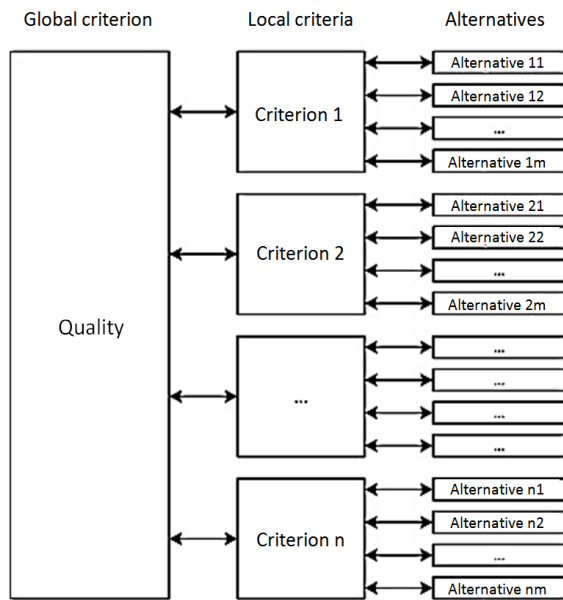 Global criterion
Local criteria
Alternatives
Quality
Criterion 1
Alternative 11
Alternative 12
...
Alternative 1m
Criterion 2
Alternative 21
Alternative 22
...
Alternative 2m
...
...
...
...
...
Criterion n
Alternative n1
Alternative n2
...
Alternative nm